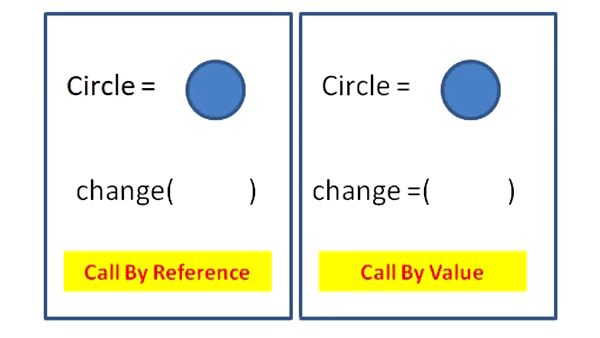 Circle =
change( )
Call By Reference
Circle =
change =( )
Call By Value